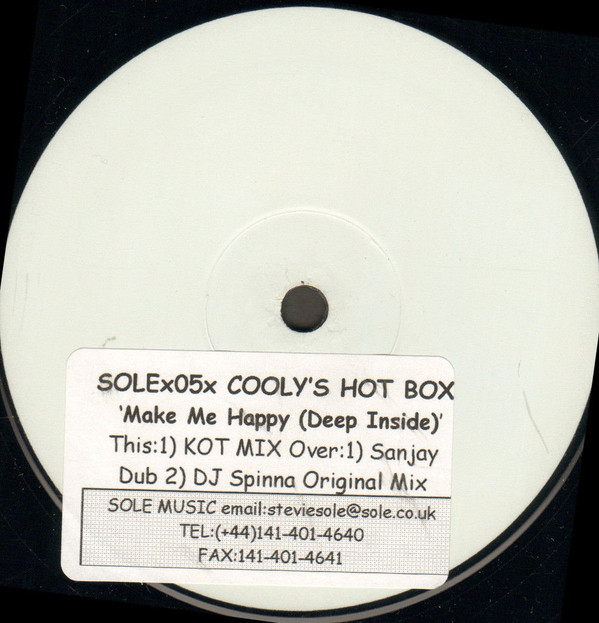 SOLEx05x COOLY'S HOT BOX
'Make Me Happy (Deep Inside)'
This:1) KOT MIX Over:1) Sanjay
Dub 2) DJ Spinna Original Mix
SOLE MUSIC email:steviesole@sole.co.uk
TEL:(+44)141-401-4640
FAX:141-401-4641